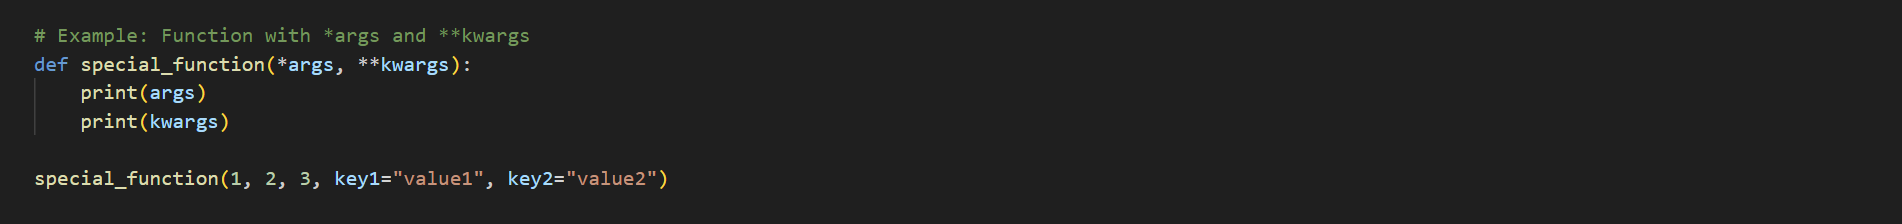 # Example: Function with *args and **kwargs
def special_function(*args, **kwargs):
    print(args)
    print(kwargs)

special_function(1, 2, 3, key1="value1", key2="value2")